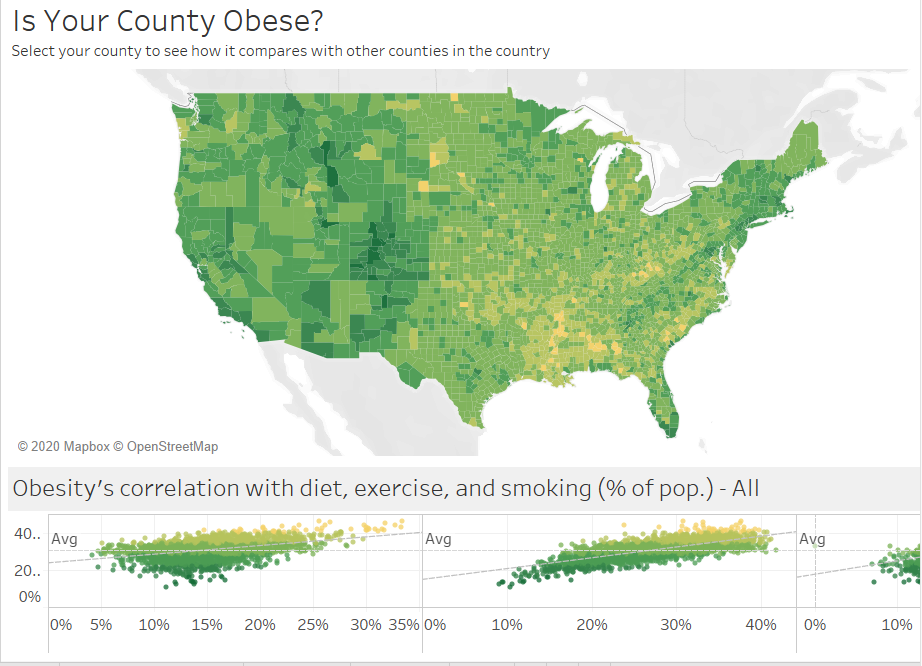 Is Your County Obese?
Select your county to see how it compares with other counties in the country
© 2020 Mapbox © OpenStreetMap
Obesity's correlation with diet, exercise, and smoking (% of pop.) - All
40.. Avg Avg Avg
20..
0%
0% 5% 10% 15% 20% 25% 30% 35% 0% 10% 20% 30% 40% 0% 10%